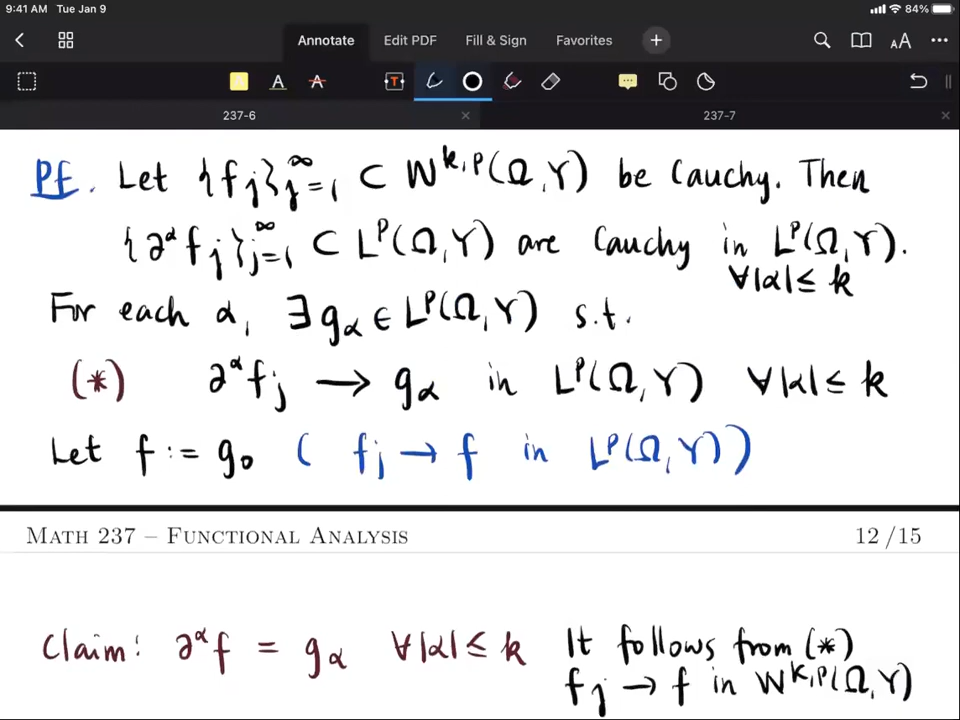 9:41 AM Tue Jan 9 84%
Annotate Edit PDF Fill & Sign Favorites
237-6 237-7
Pf. Let {f_j}_{j=1}^∞ ⊂ W^{k,p}(Ω,Y) be Cauchy. Then
{∂^α f_j}_{j=1}^∞ ⊂ L^p(Ω,Y) are Cauchy in L^p(Ω,Y).
∀|α|≤ k
For each α, ∃ g_α ∈ L^p(Ω,Y) s.t.
(*) ∂^α f_j → g_α in L^p(Ω,Y) ∀|α|≤ k
Let f := g_0 ( f_j → f in L^p(Ω,Y))
Math 237 – Functional Analysis 12/15
Claim: ∂^α f = g_α ∀|α|≤ k It follows from (*)
f_j → f in W^{k,p}(Ω,Y)